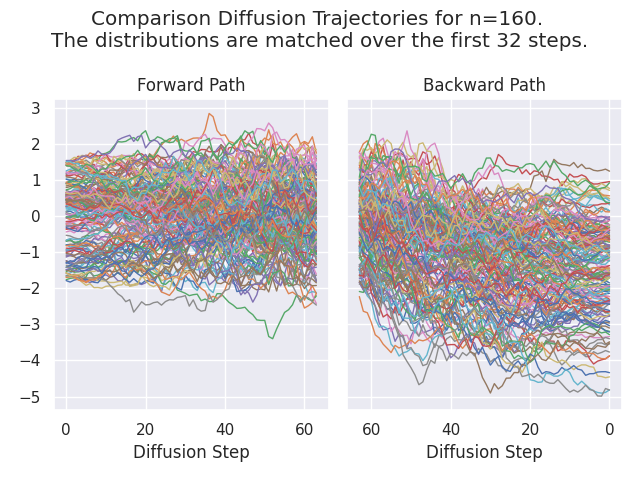 Comparison Diffusion Trajectories for n=160.
The distributions are matched over the first 32 steps.
Forward Path
Backward Path
3
2
1
0
−1
−2
−3
−4
−5
0 20 40 60
60 40 20 0
Diffusion Step
Diffusion Step